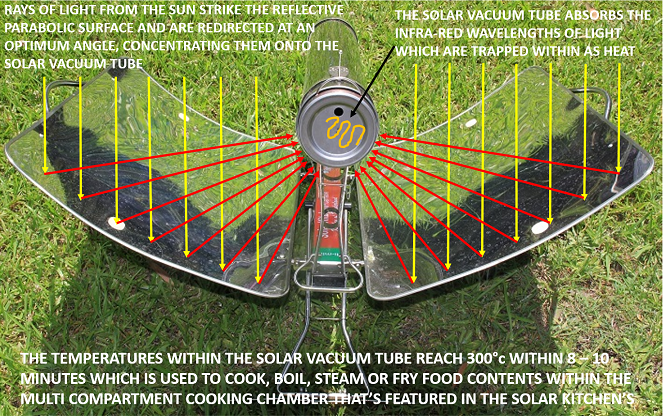 RAYS OF LIGHT FROM THE SUN STRIKE THE REFLECTIVE
PARABOLIC SURFACE AND ARE REDIRECTED AT AN
OPTIMUM ANGLE, CONCENTRATING THEM ONTO THE
SOLAR VACUUM TUBE
THE SOLAR VACUUM TUBE ABSORBS THE
INFRA-RED WAVELENGTHS OF LIGHT
WHICH ARE TRAPPED WITHIN AS HEAT
THE TEMPERATURES WITHIN THE SOLAR VACUUM TUBE REACH 300°c WITHIN 8 – 10
MINUTES WHICH IS USED TO COOK, BOIL, STEAM OR FRY FOOD CONTENTS WITHIN THE
MULTI COMPARTMENT COOKING CHAMBER THAT'S FEATURED IN THE SOLAR KITCHEN'S